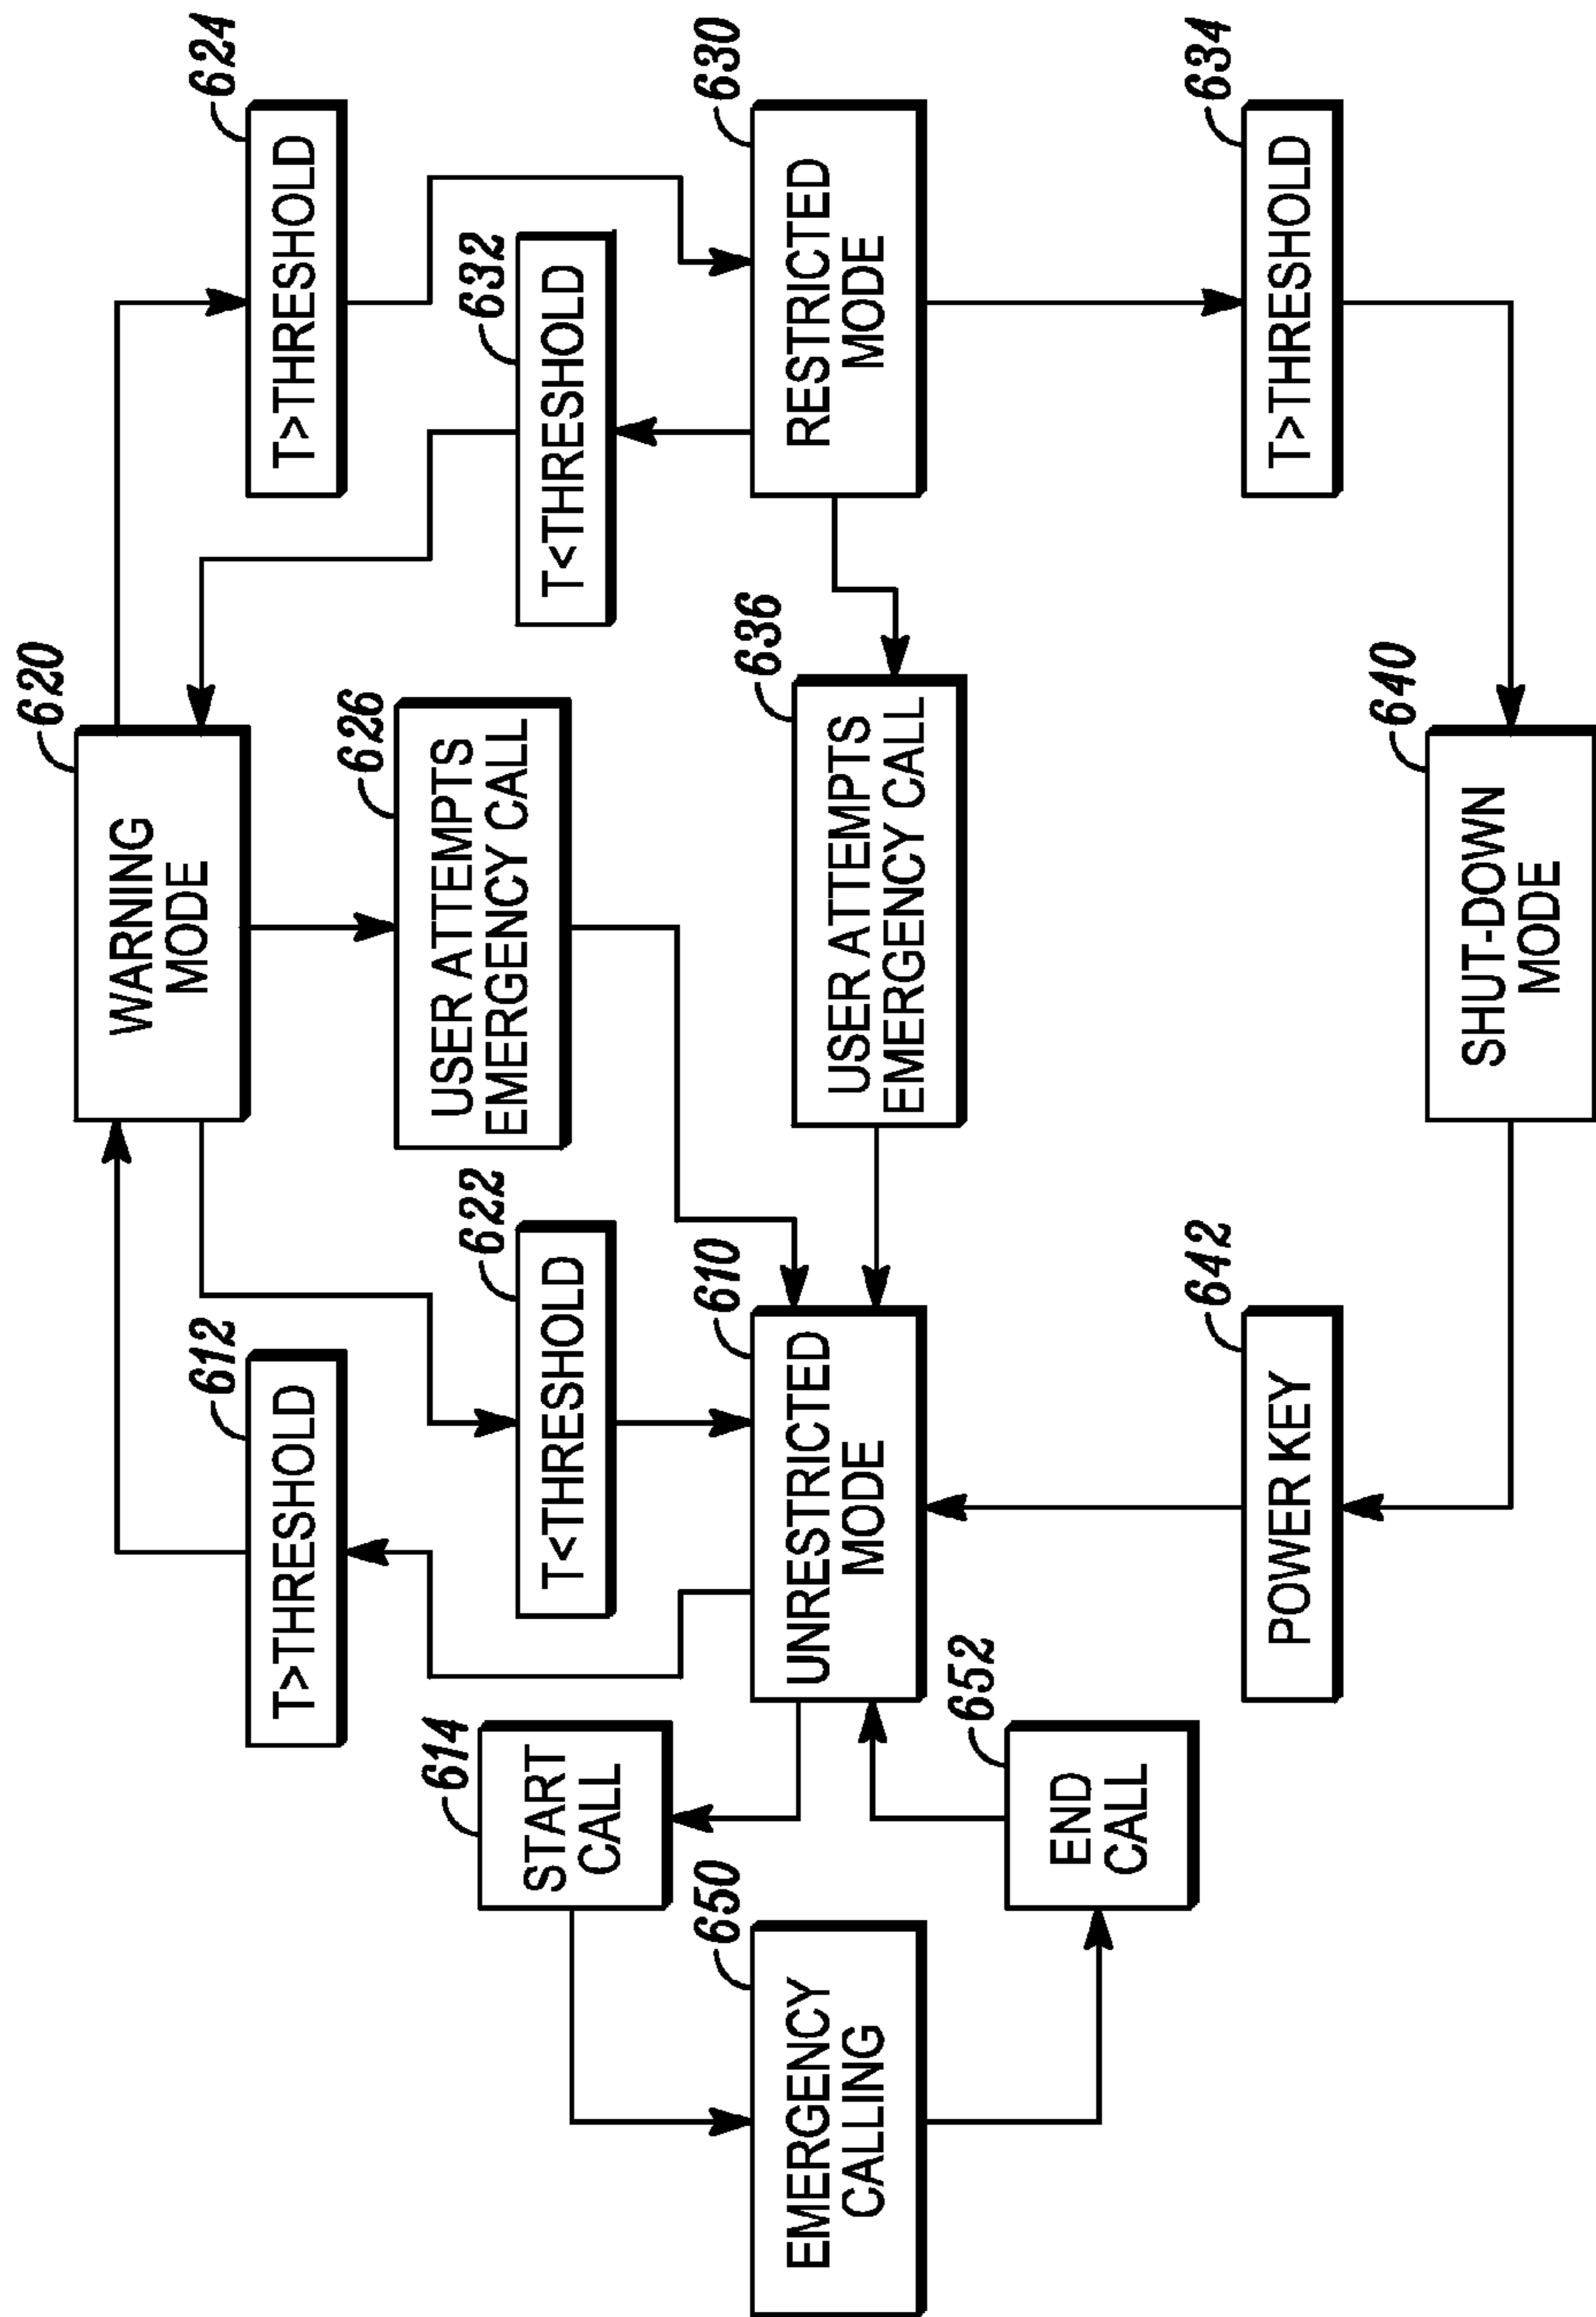 620
WARNING
MODE
612
T>THRESHOLD
624
T>THRESHOLD
626
USER ATTEMPTS
EMERGENCY CALL
614
START
CALL
622
T<THRESHOLD
632
T<THRESHOLD
650
EMERGENCY
CALLING
610
UNRESTRICTED
MODE
636
USER ATTEMPTS
EMERGENCY CALL
630
RESTRICTED
MODE
652
END
CALL
642
POWER KEY
634
T>THRESHOLD
640
SHUT-DOWN
MODE